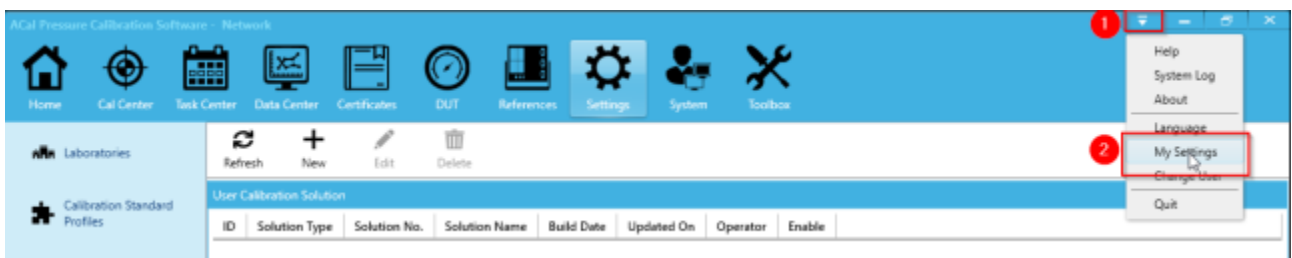 ACal Pressure Calibration Software - Network
1
Home Cal Center Task Center Data Center Certificates DUT References Settings System Toolbox
Help
System Log
About
Language
2 My Settings
Change User
Quit
Laboratories
Calibration Standard
Profiles
Refresh New Edit Delete
User Calibration Solution
ID Solution Type Solution No. Solution Name Build Date Updated On Operator Enable